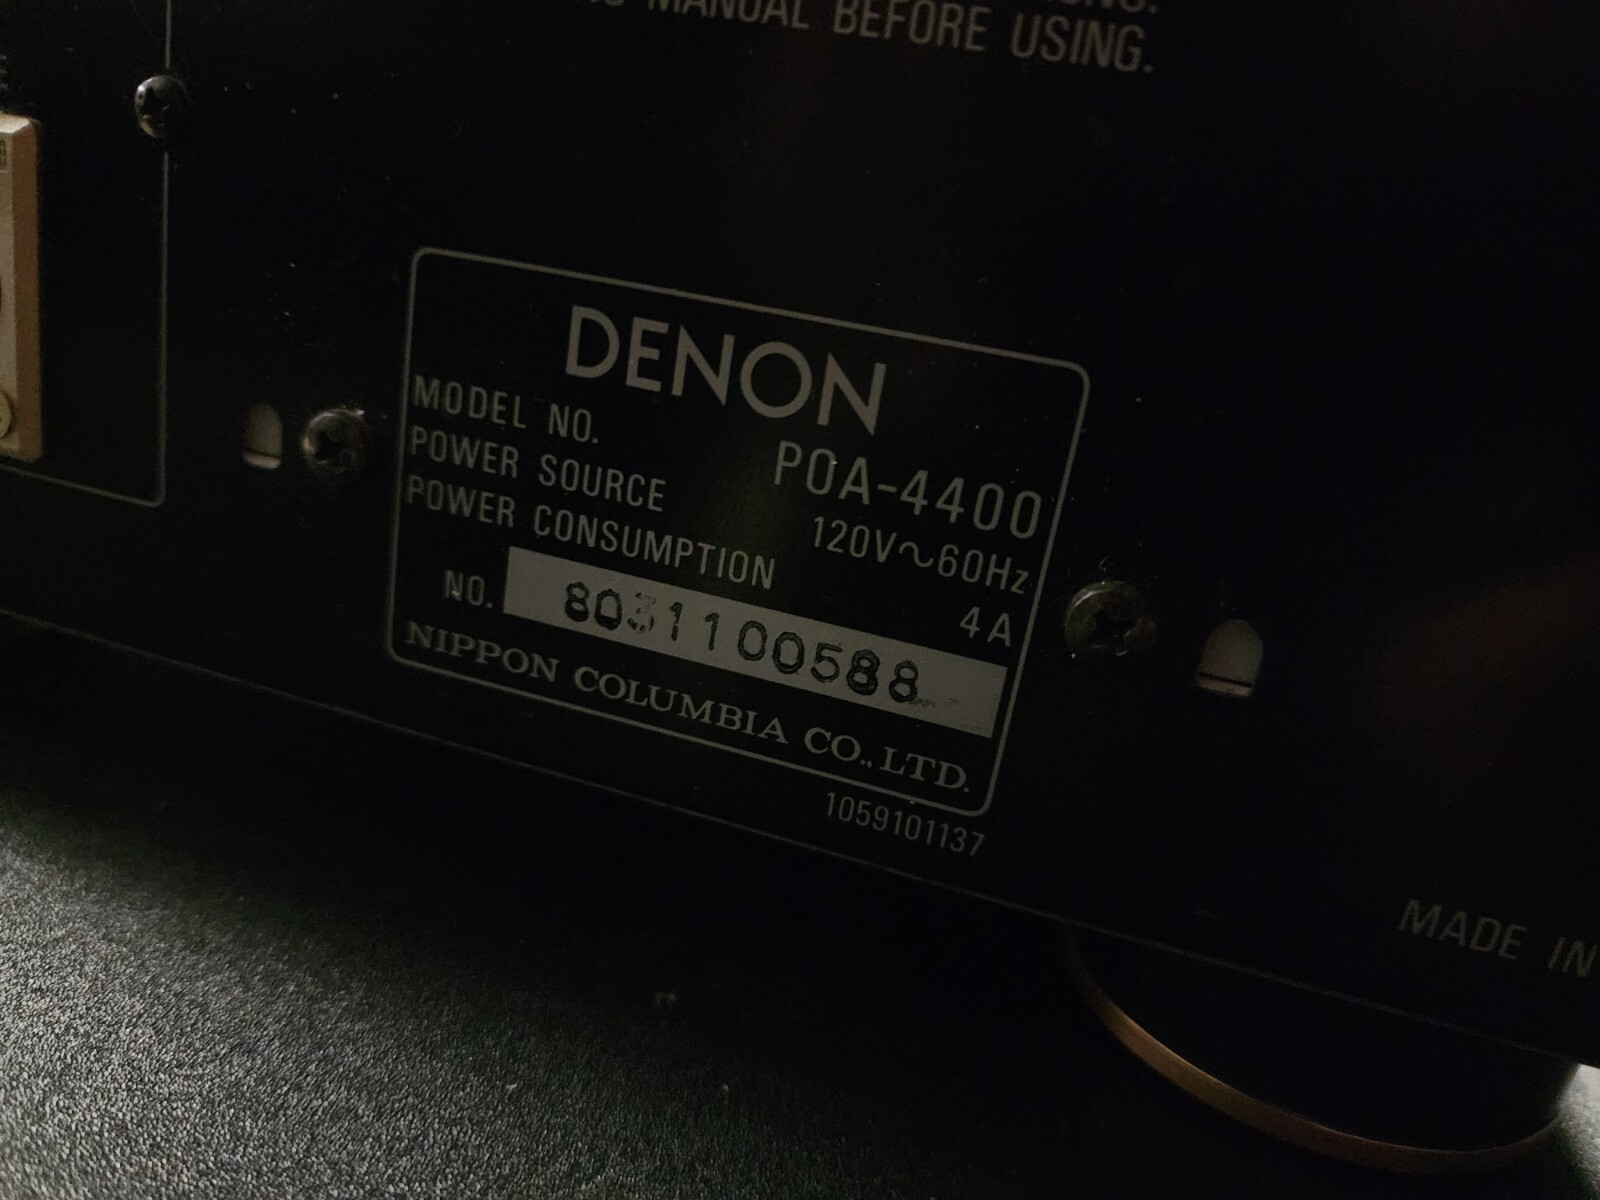 MANUAL BEFORE USING.
DENON
MODEL NO. POA-4400
POWER SOURCE 120V~60Hz
POWER CONSUMPTION 4A
NO. 8031100588
NIPPON COLUMBIA CO., LTD.
1059101137
MADE IN